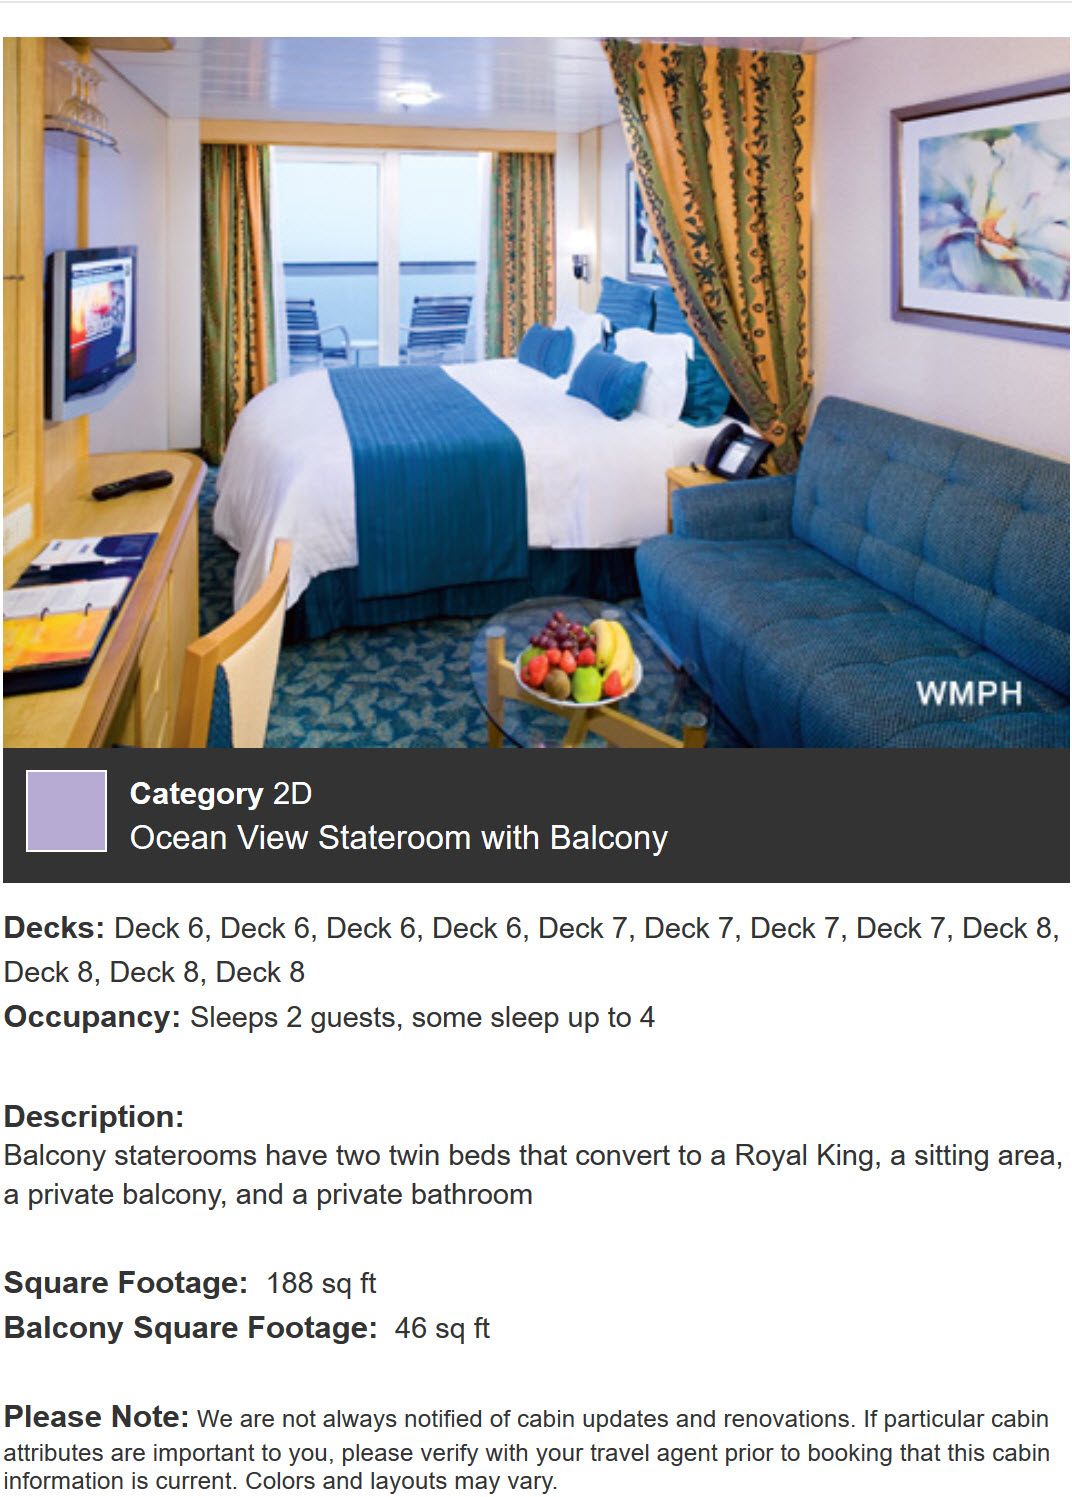 WMPH
Category 2D
Ocean View Stateroom with Balcony
Decks: Deck 6, Deck 6, Deck 6, Deck 6, Deck 7, Deck 7, Deck 7, Deck 7, Deck 8,
Deck 8, Deck 8, Deck 8
Occupancy: Sleeps 2 guests, some sleep up to 4
Description:
Balcony staterooms have two twin beds that convert to a Royal King, a sitting area,
a private balcony, and a private bathroom
Square Footage: 188 sq ft
Balcony Square Footage: 46 sq ft
Please Note: We are not always notified of cabin updates and renovations. If particular cabin
attributes are important to you, please verify with your travel agent prior to booking that this cabin
information is current. Colors and layouts may vary.